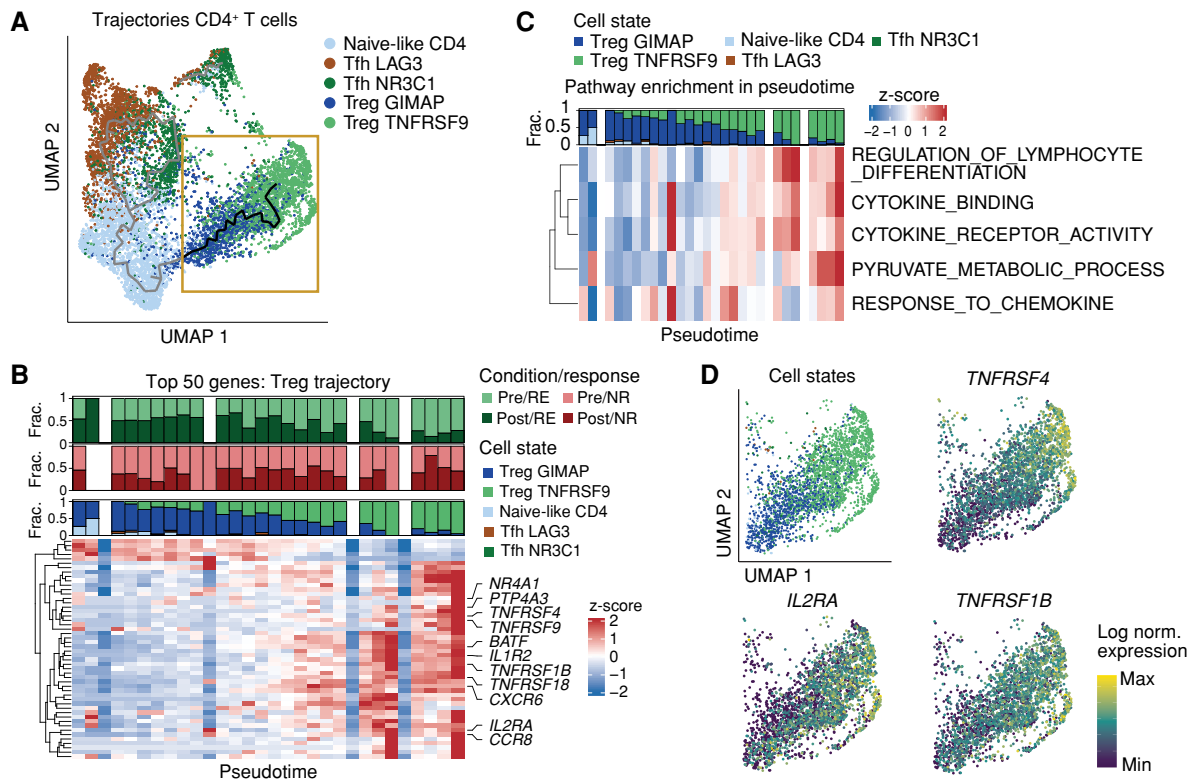 A
Trajectories CD4⁺ T cells
Naive-like CD4
Tfh LAG3
Tfh NR3C1
Treg GIMAP
Treg TNFRSF9
UMAP 2
UMAP 1
B
Top 50 genes: Treg trajectory
Frac.
1
0.5
0
Frac.
0.5
0
Frac.
1
0.5
0
Condition/response
Pre/RE
Pre/NR
Post/RE
Post/NR
Cell state
Treg GIMAP
Treg TNFRSF9
Naive-like CD4
Tfh LAG3
Tfh NR3C1
NR4A1
PTP4A3
TNFRSF4
TNFRSF9
BATF
IL1R2
TNFRSF1B
TNFRSF18
CXCR6
IL2RA
CCR8
z-score
2
1
0
−1
−2
Pseudotime
C
Cell state
Treg GIMAP
Naive-like CD4
Tfh NR3C1
Treg TNFRSF9
Tfh LAG3
Pathway enrichment in pseudotime
Frac.
1
0.5
0
z-score
−2 −1 0 1 2
REGULATION_OF_LYMPHOCYTE
_DIFFERENTIATION
CYTOKINE_BINDING
CYTOKINE_RECEPTOR_ACTIVITY
PYRUVATE_METABOLIC_PROCESS
RESPONSE_TO_CHEMOKINE
Pseudotime
D
Cell states
TNFRSF4
UMAP 2
UMAP 1
IL2RA
TNFRSF1B
Log norm.
expression
Max
Min